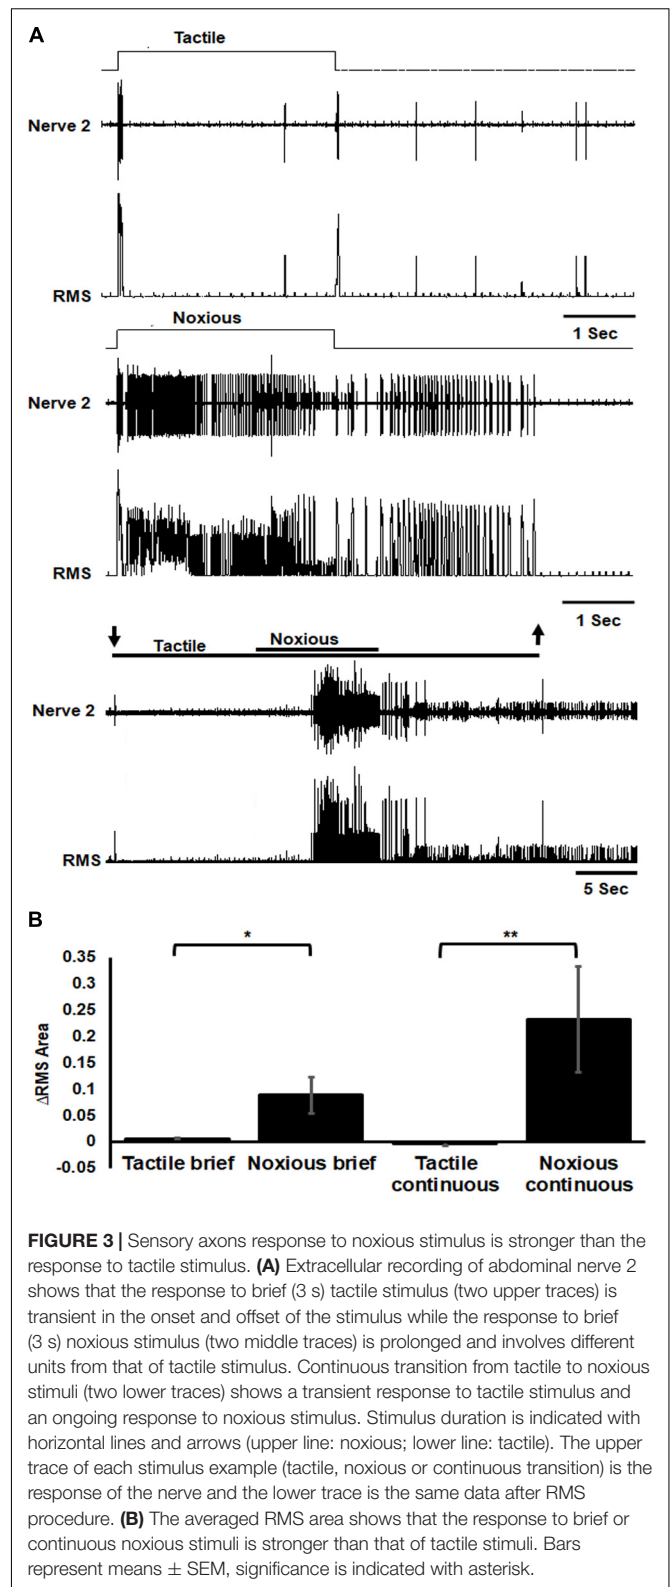 A
Tactile
Nerve 2
RMS
1 Sec
Noxious
Nerve 2
RMS
1 Sec
Tactile
Noxious
Nerve 2
RMS
5 Sec
B
*
**
0.35
0.3
0.25
0.2
0.15
0.1
0.05
0
-0.05
ΔRMS Area
Tactile brief
Noxious brief
Tactile
continuous
Noxious
continuous
FIGURE 3 | Sensory axons response to noxious stimulus is stronger than the
response to tactile stimulus. (A) Extracellular recording of abdominal nerve 2
shows that the response to brief (3 s) tactile stimulus (two upper traces) is
transient in the onset and offset of the stimulus while the response to brief
(3 s) noxious stimulus (two middle traces) is prolonged and involves different
units from that of tactile stimulus. Continuous transition from tactile to noxious
stimuli (two lower traces) shows a transient response to tactile stimulus and
an ongoing response to noxious stimulus. Stimulus duration is indicated with
horizontal lines and arrows (upper line: noxious; lower line: tactile). The upper
trace of each stimulus example (tactile, noxious or continuous transition) is the
response of the nerve and the lower trace is the same data after RMS
procedure. (B) The averaged RMS area shows that the response to brief or
continuous noxious stimuli is stronger than that of tactile stimuli. Bars
represent means ± SEM, significance is indicated with asterisk.